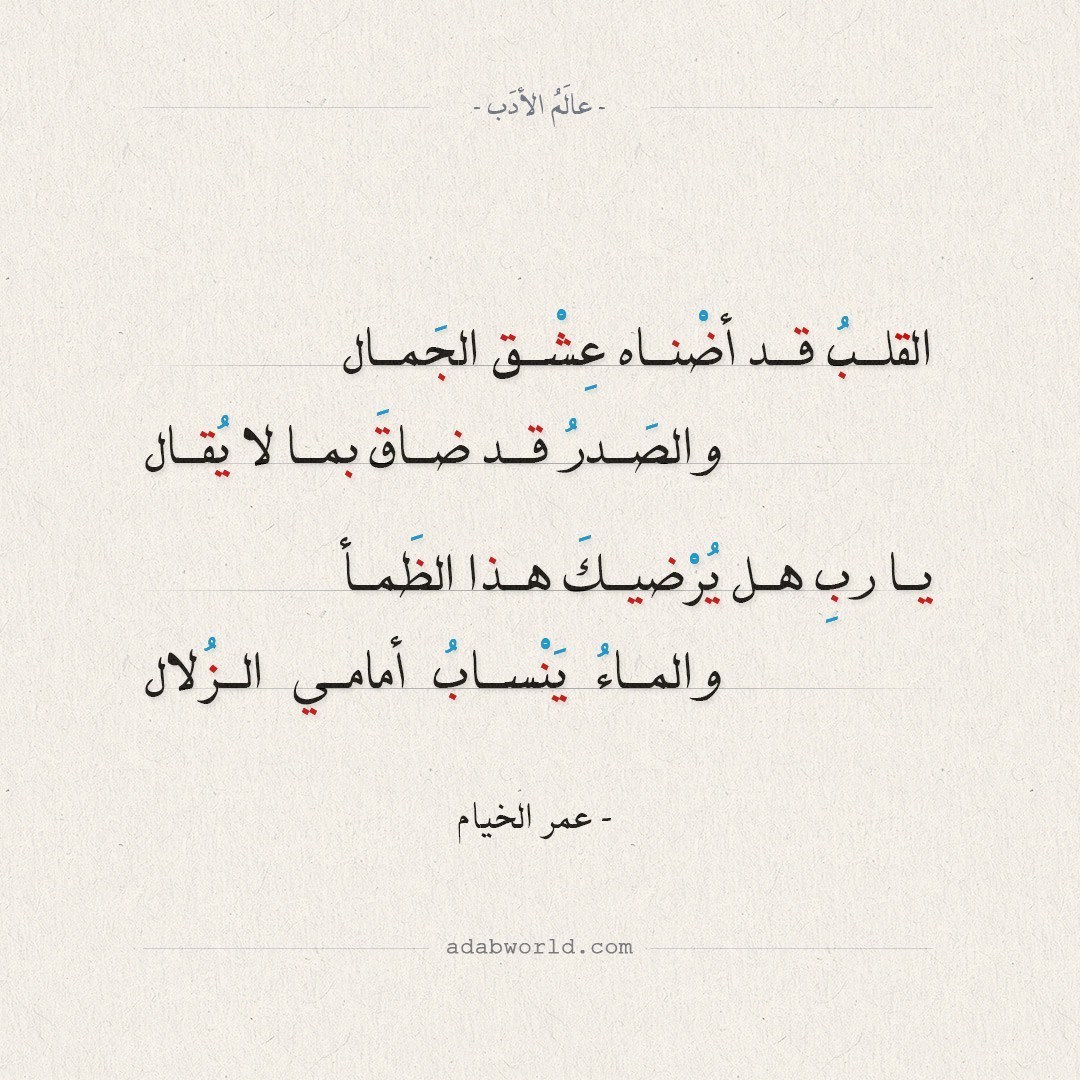 - عالَمُ الأدَب -
القلبُ قد أضْناه عِشْق الجَمال
والصَدرُ قد ضاقَ بما لا يُقال
يا ربِ هل يُرْضيكَ هذا الظَمأ
والماءُ يَنْسابُ أمامي الزُلال
- عمر الخيام
adabworld.com